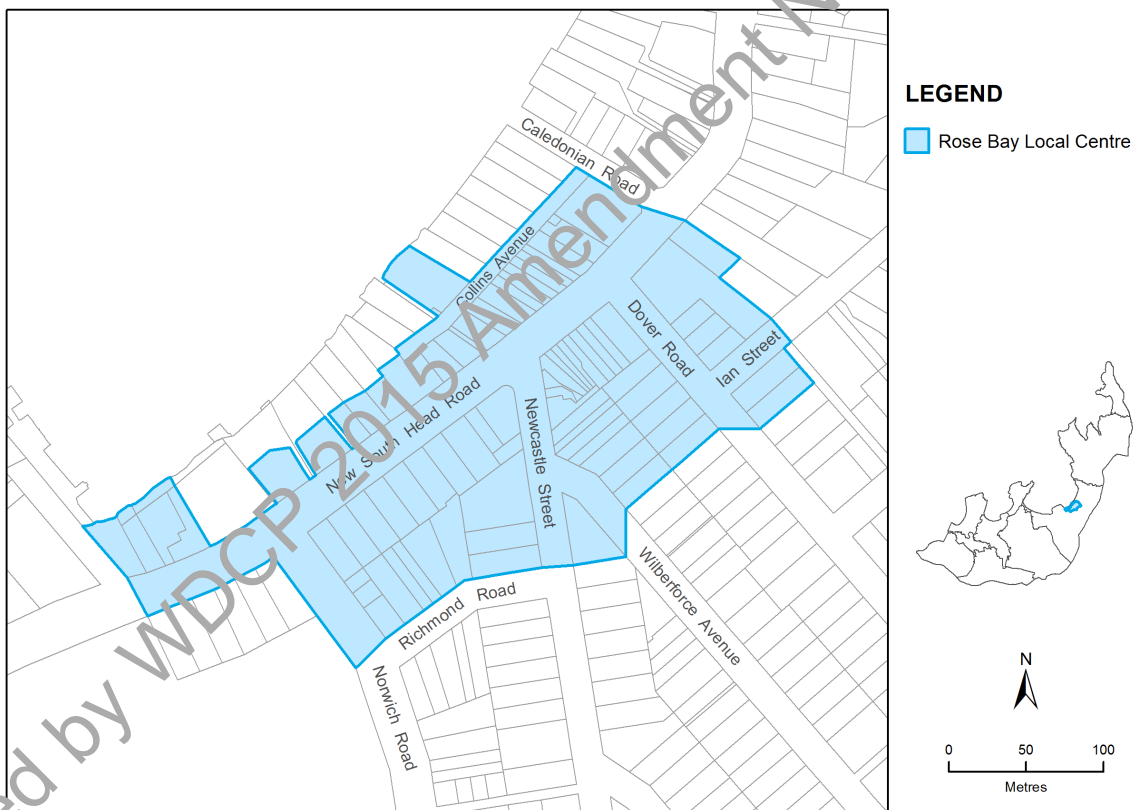 Caledonian Road
Collins Avenue
Dover Road
Ian Street
New South Head Road
Newcastle Street
Wilberforce Avenue
Richmond Road
Norwich Road
ed by WDCP 2015 Amendment N
LEGEND
Rose Bay Local Centre
N
0 50 100
Metres